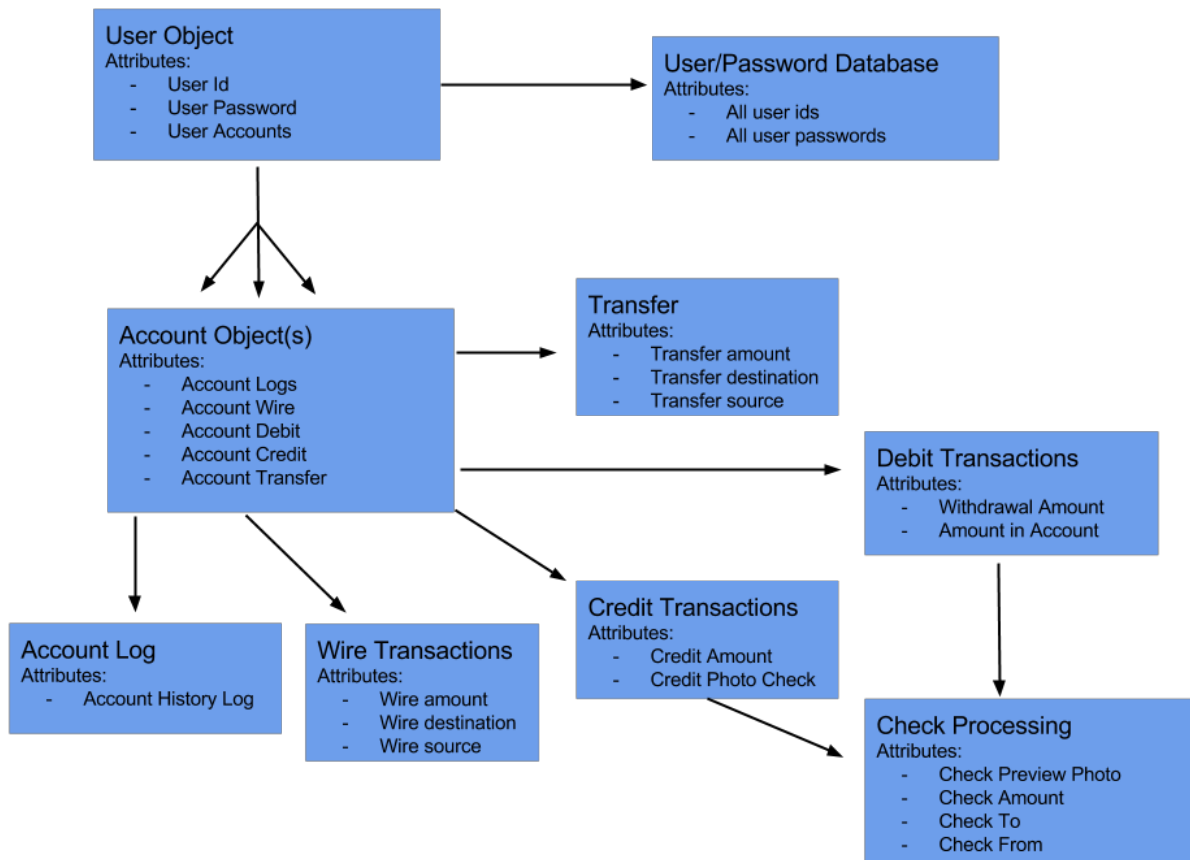 User Object
Attributes:
- User Id
- User Password
- User Accounts
User/Password Database
Attributes:
- All user ids
- All user passwords
Account Object(s)
Attributes:
- Account Logs
- Account Wire
- Account Debit
- Account Credit
- Account Transfer
Transfer
Attributes:
- Transfer amount
- Transfer destination
- Transfer source
Debit Transactions
Attributes:
- Withdrawal Amount
- Amount in Account
Account Log
Attributes:
- Account History Log
Wire Transactions
Attributes:
- Wire amount
- Wire destination
- Wire source
Credit Transactions
Attributes:
- Credit Amount
- Credit Photo Check
Check Processing
Attributes:
- Check Preview Photo
- Check Amount
- Check To
- Check From